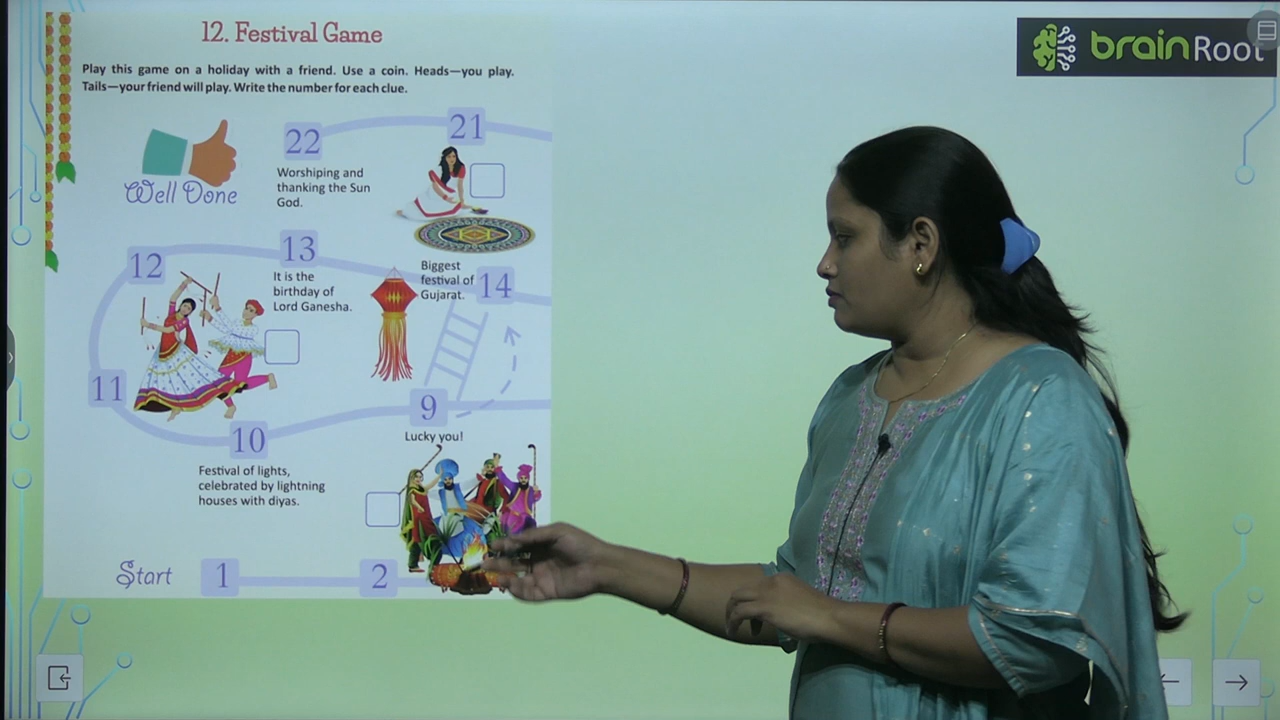 12. Festival Game
brainRoot
Play this game on a holiday with a friend. Use a coin. Heads—you play.
Tails—your friend will play. Write the number for each clue.
22
21
Worshiping and
thanking the Sun
God.
Well Done
12
13
It is the
birthday of
Lord Ganesha.
Biggest
festival of
Gujarat.
14
11
9
Lucky you!
10
Festival of lights,
celebrated by lightning
houses with diyas.
Start
1
2